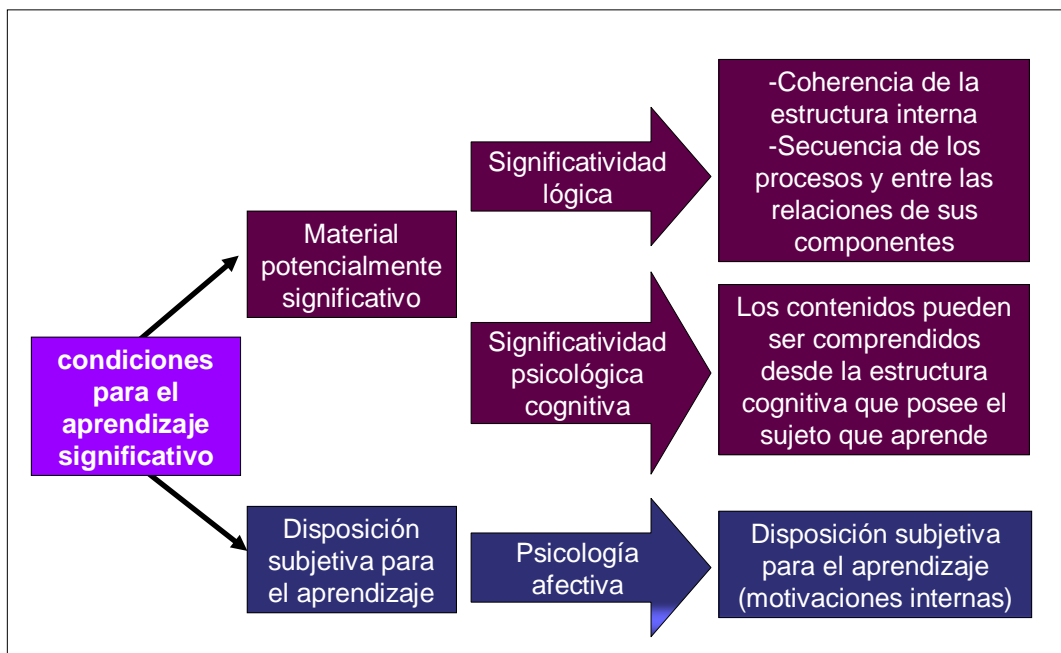 condiciones
para el
aprendizaje
significativo
Material
potencialmente
significativo
Significatividad
lógica
-Coherencia de la
estructura interna
-Secuencia de los
procesos y entre las
relaciones de sus
componentes
Significatividad
psicológica
cognitiva
Los contenidos pueden
ser comprendidos
desde la estructura
cognitiva que posee el
sujeto que aprende
Disposición
subjetiva para
el aprendizaje
Psicología
afectiva
Disposición subjetiva
para el aprendizaje
(motivaciones internas)